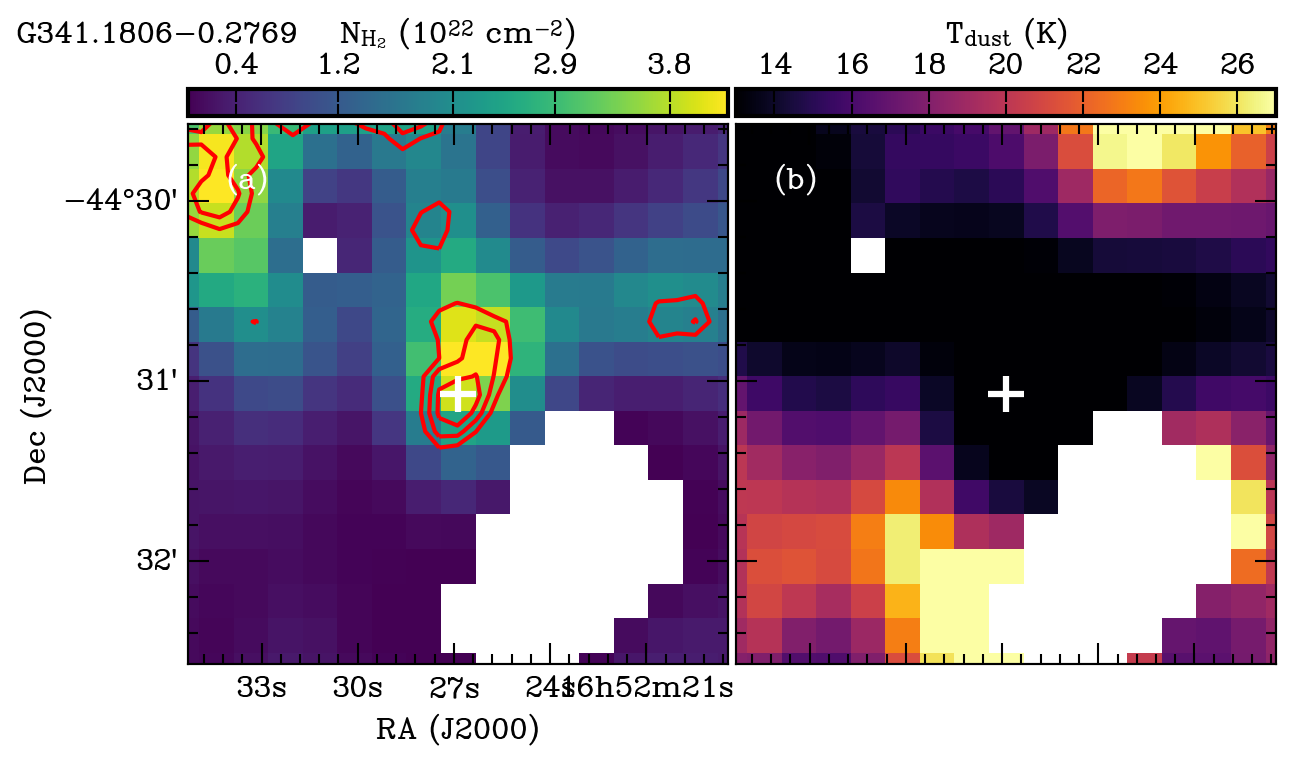 G341.1806−0.2769 N_H₂ (10²² cm⁻²) T_dust (K)
0.4 1.2 2.1 2.9 3.8 14 16 18 20 22 24 26
(a) (b)
−44°30'
31'
32'
Dec (J2000)
33s 30s 27s 24s 16h52m21s
RA (J2000)